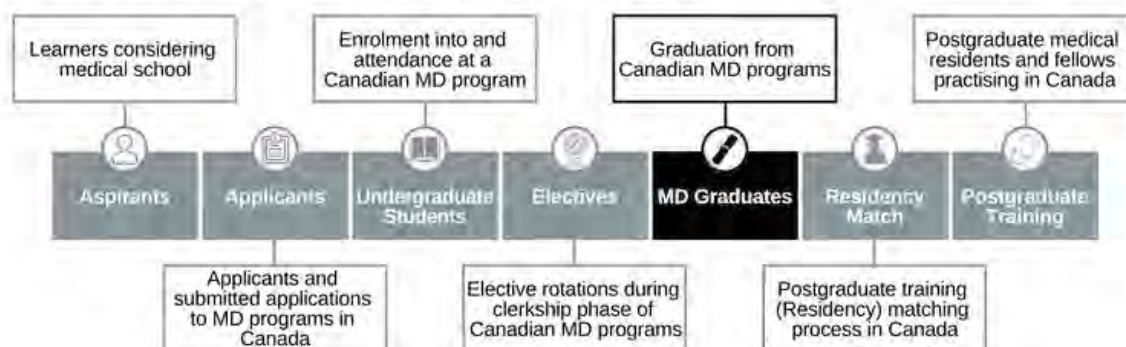 Learners considering
medical school
Enrolment into and
attendance at a
Canadian MD program
Graduation from
Canadian MD programs
Postgraduate medical
residents and fellows
practising in Canada
Aspirants
Applicants
Undergraduate
Students
Electives
MD Graduates
Residency
Match
Postgraduate
Training
Applicants and
submitted applications
to MD programs in
Canada
Elective rotations during
clerkship phase of
Canadian MD programs
Postgraduate training
(Residency) matching
process in Canada